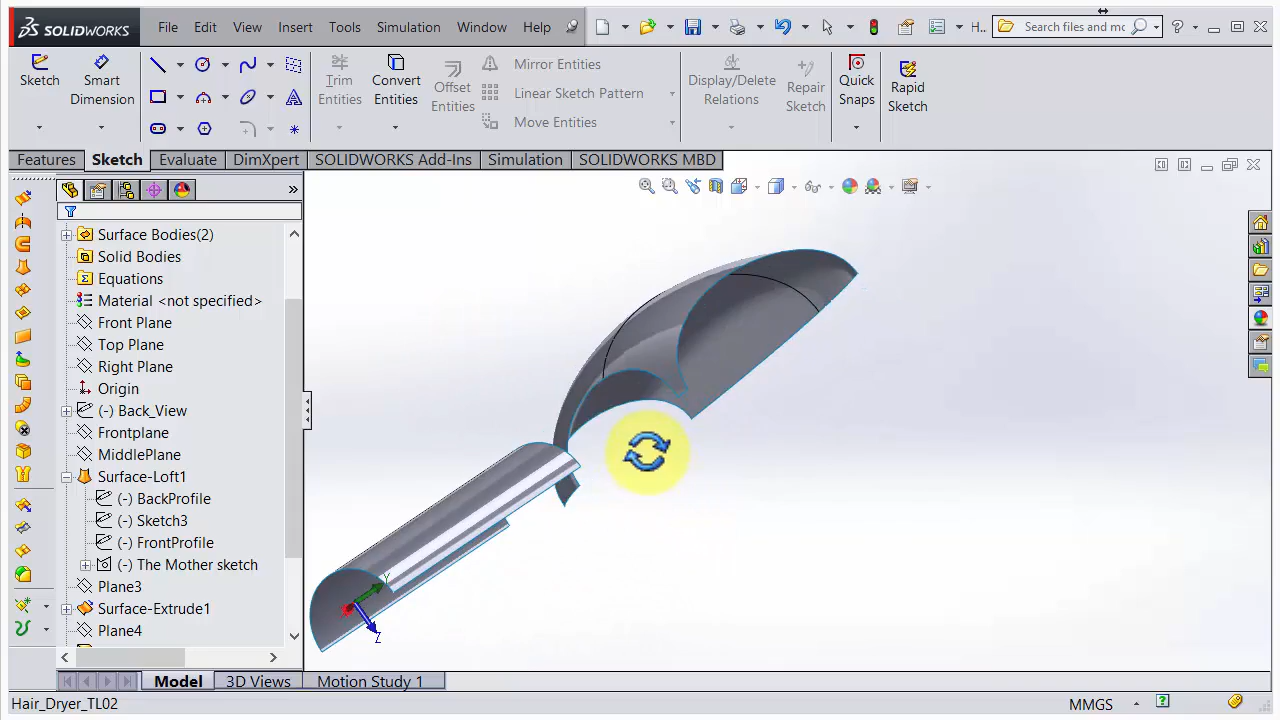 SOLIDWORKS File Edit View Insert Tools Simulation Window Help H... Search files and mc
Sketch Smart Dimension Trim Entities Convert Entities Offset Entities Mirror Entities Linear Sketch Pattern Move Entities Display/Delete Relations Repair Sketch Quick Snaps Rapid Sketch
Features Sketch Evaluate DimXpert SOLIDWORKS Add-Ins Simulation SOLIDWORKS MBD
Surface Bodies(2)
Solid Bodies
Equations
Material <not specified>
Front Plane
Top Plane
Right Plane
Origin
(-) Back_View
Frontplane
MiddlePlane
Surface-Loft1
(-) BackProfile
(-) Sketch3
(-) FrontProfile
(-) The Mother sketch
Plane3
Surface-Extrude1
Plane4
Y
Z
Model 3D Views Motion Study 1
Hair_Dryer_TL02 MMGS